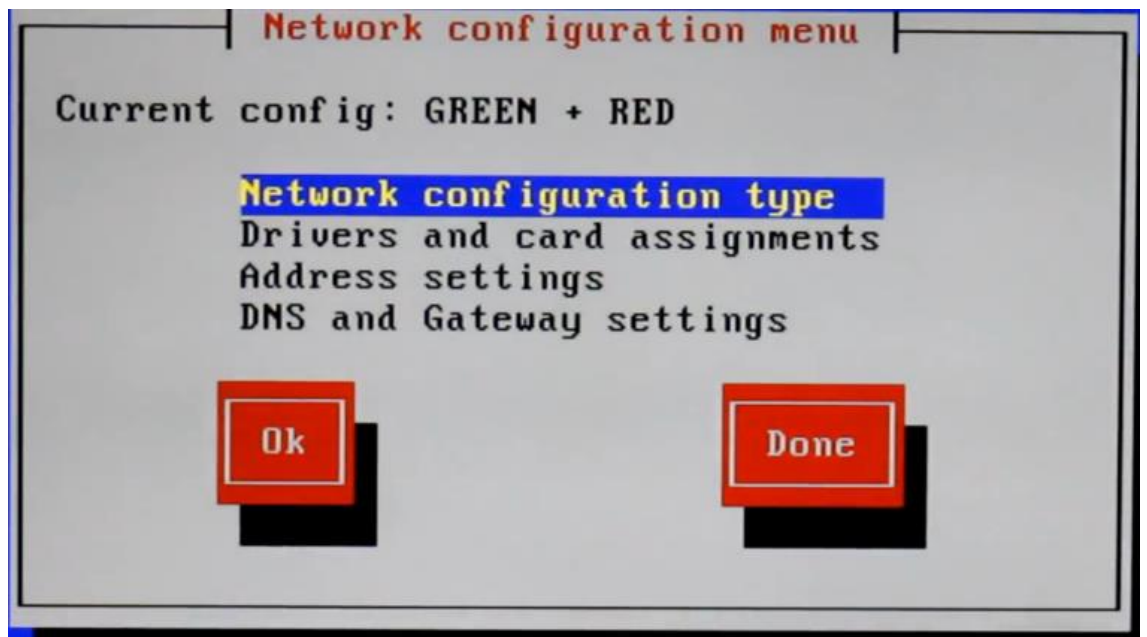 Network configuration menu
Current config: GREEN + RED
Network configuration type
Drivers and card assignments
Address settings
DNS and Gateway settings
Ok
Done